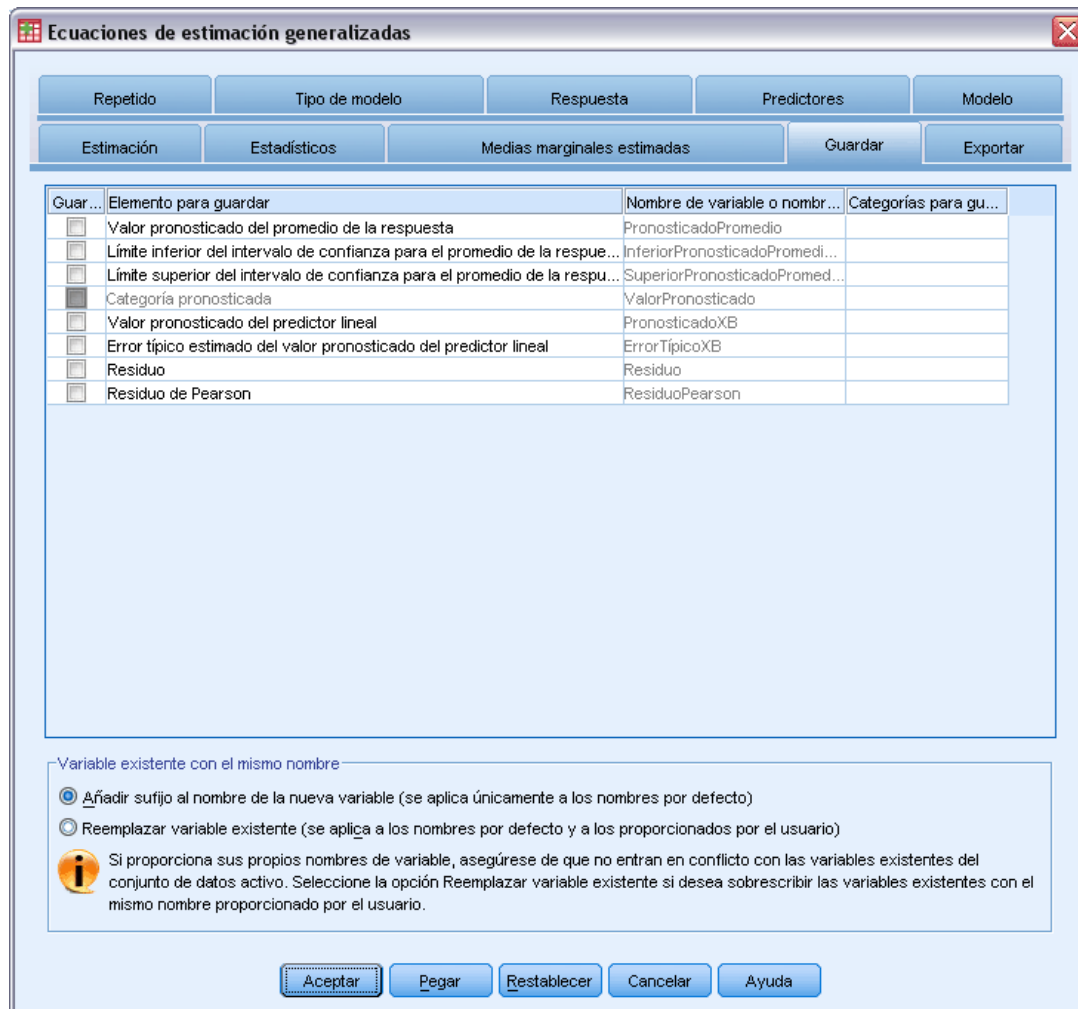 Ecuaciones de estimación generalizadas
Repetido Tipo de modelo Respuesta Predictores Modelo
Estimación Estadísticos Medias marginales estimadas Guardar Exportar
Guar... Elemento para guardar Nombre de variable o nombr... Categorías para gu...
Valor pronosticado del promedio de la respuesta PronosticadoPromedio
Límite inferior del intervalo de confianza para el promedio de la respue... InferiorPronosticadoPromedi...
Límite superior del intervalo de confianza para el promedio de la respu... SuperiorPronosticadoPromed...
Categoría pronosticada ValorPronosticado
Valor pronosticado del predictor lineal PronosticadoXB
Error típico estimado del valor pronosticado del predictor lineal ErrorTípicoXB
Residuo Residuo
Residuo de Pearson ResiduoPearson
Variable existente con el mismo nombre
Añadir sufijo al nombre de la nueva variable (se aplica únicamente a los nombres por defecto)
Reemplazar variable existente (se aplica a los nombres por defecto y a los proporcionados por el usuario)
Si proporciona sus propios nombres de variable, asegúrese de que no entran en conflicto con las variables existentes del
conjunto de datos activo. Seleccione la opción Reemplazar variable existente si desea sobrescribir las variables existentes con el
mismo nombre proporcionado por el usuario.
Aceptar Pegar Restablecer Cancelar Ayuda